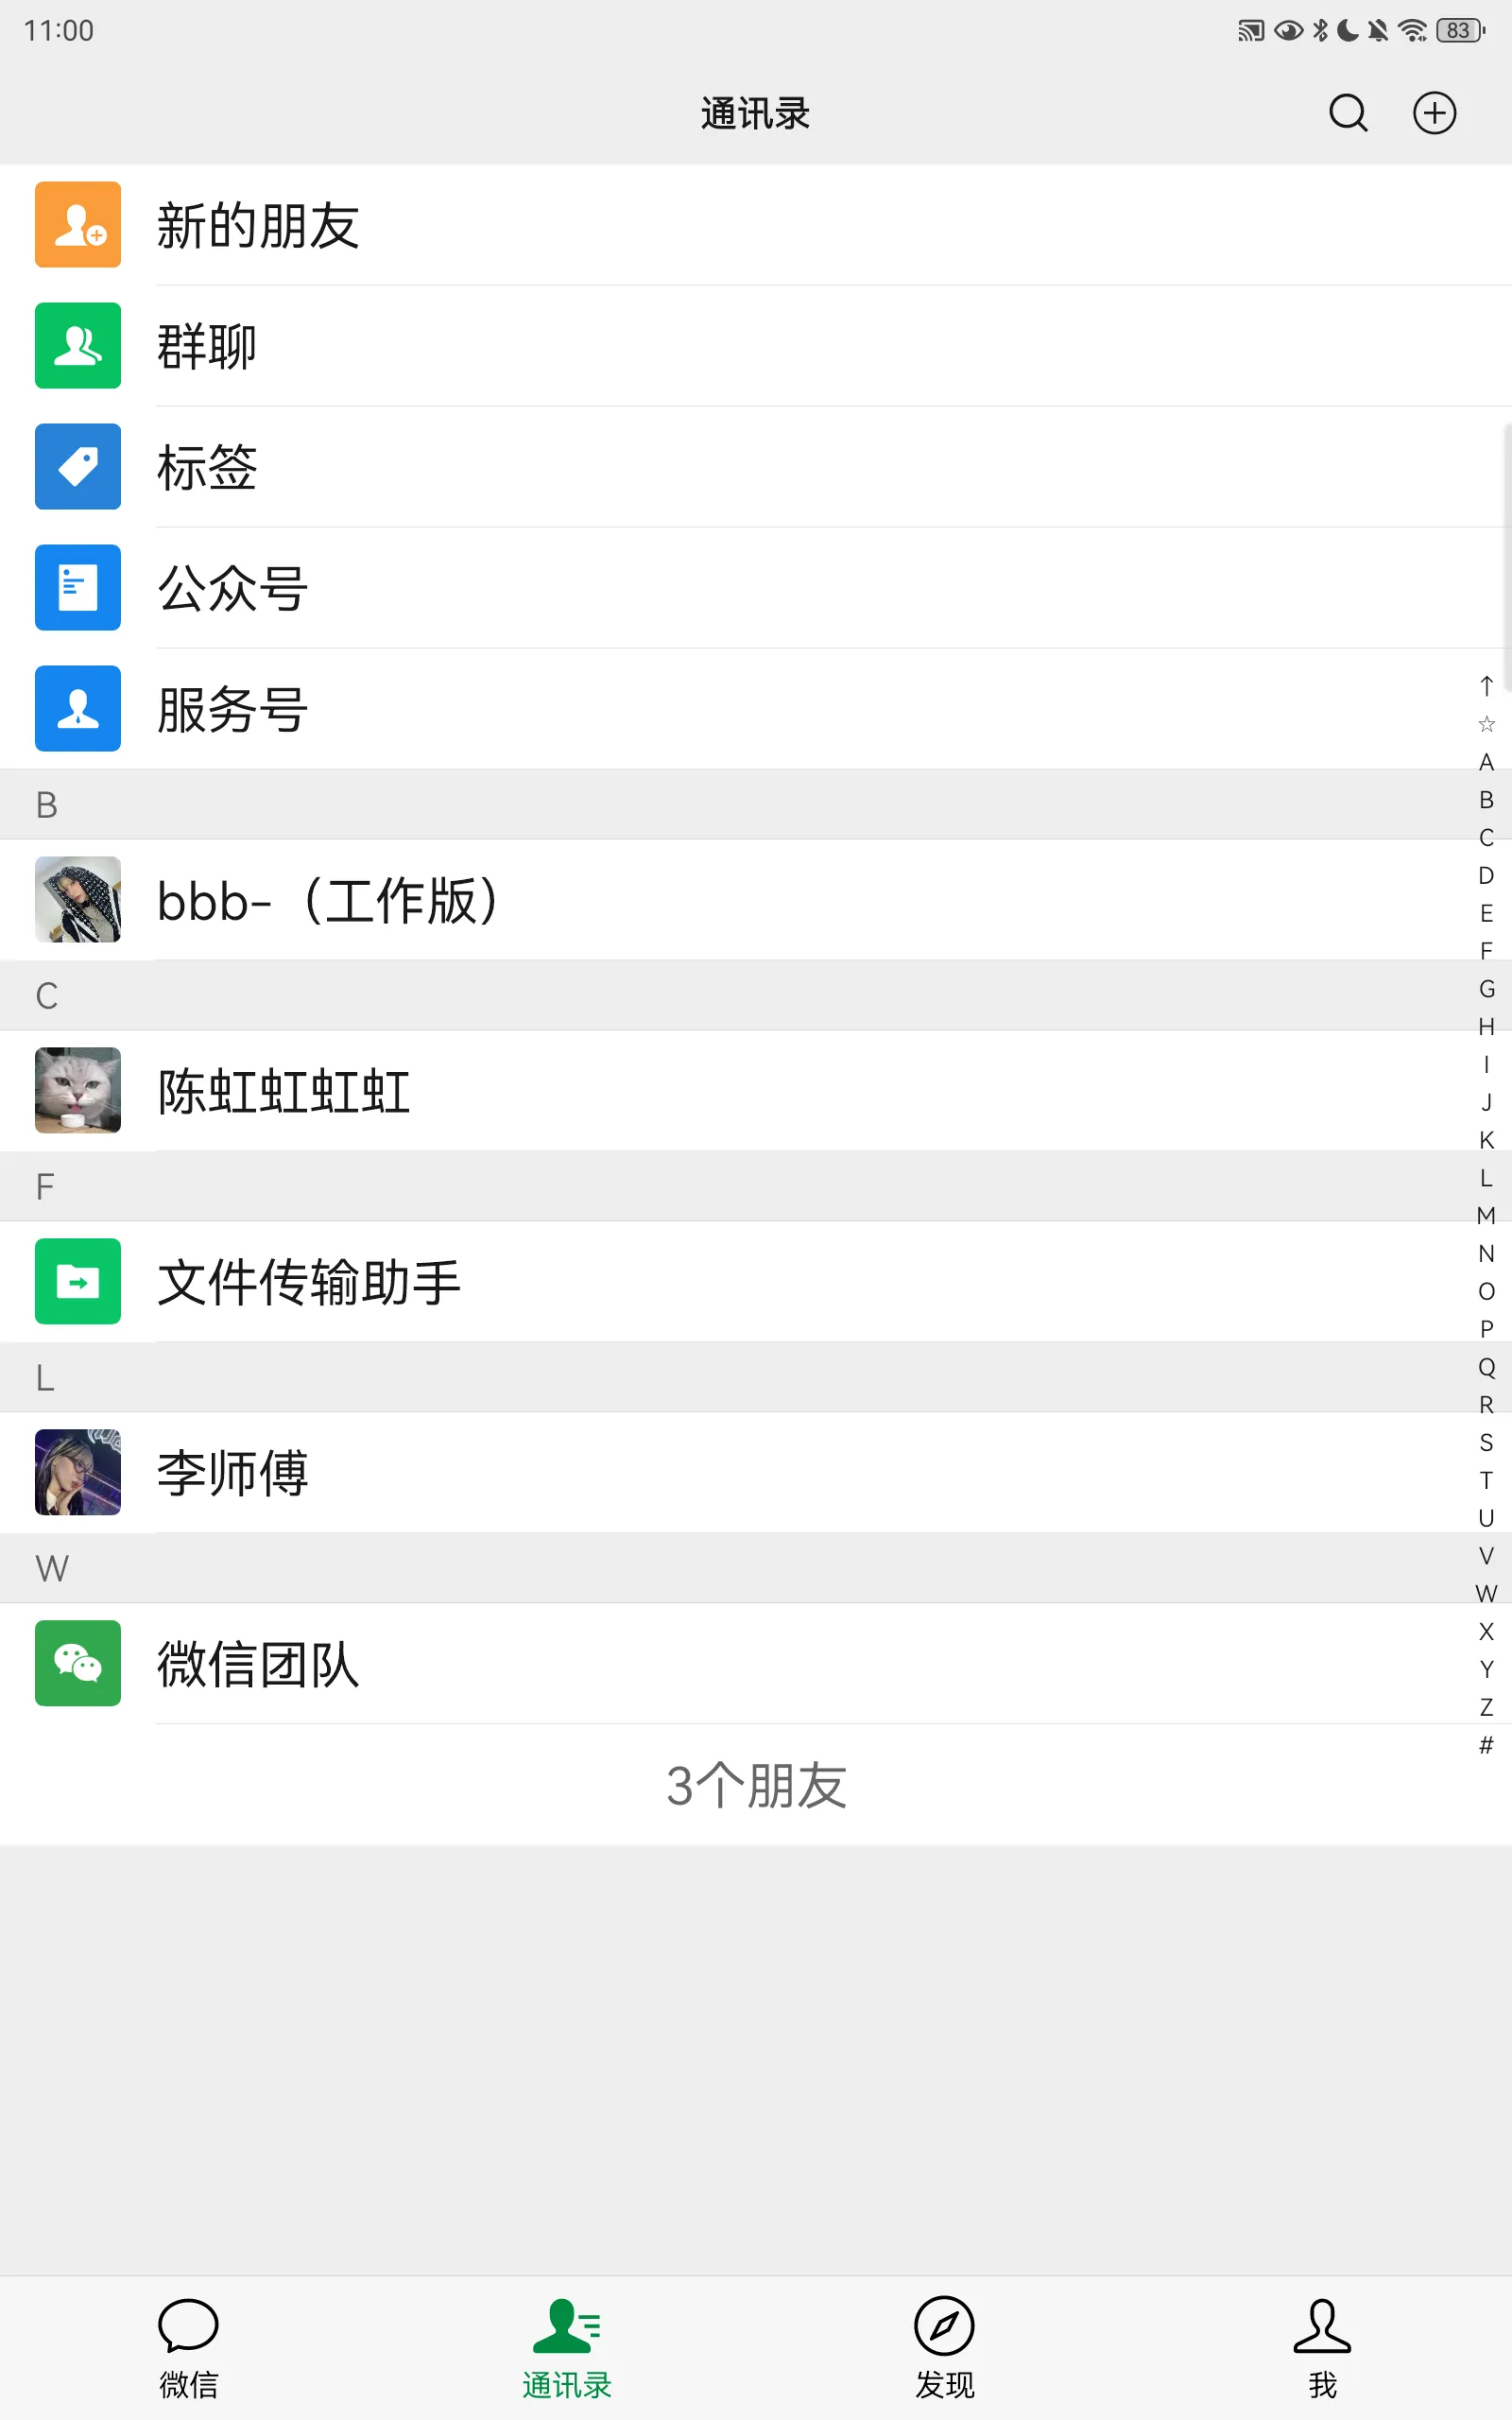 11:00
83
通讯录
新的朋友
群聊
标签
公众号
服务号
B
bbb-（工作版）
C
陈虹虹虹虹
F
文件传输助手
L
李师傅
W
微信团队
3个朋友
↑
☆
A
B
C
D
E
F
G
H
I
J
K
L
M
N
O
P
Q
R
S
T
U
V
W
X
Y
Z
#
微信
通讯录
发现
我